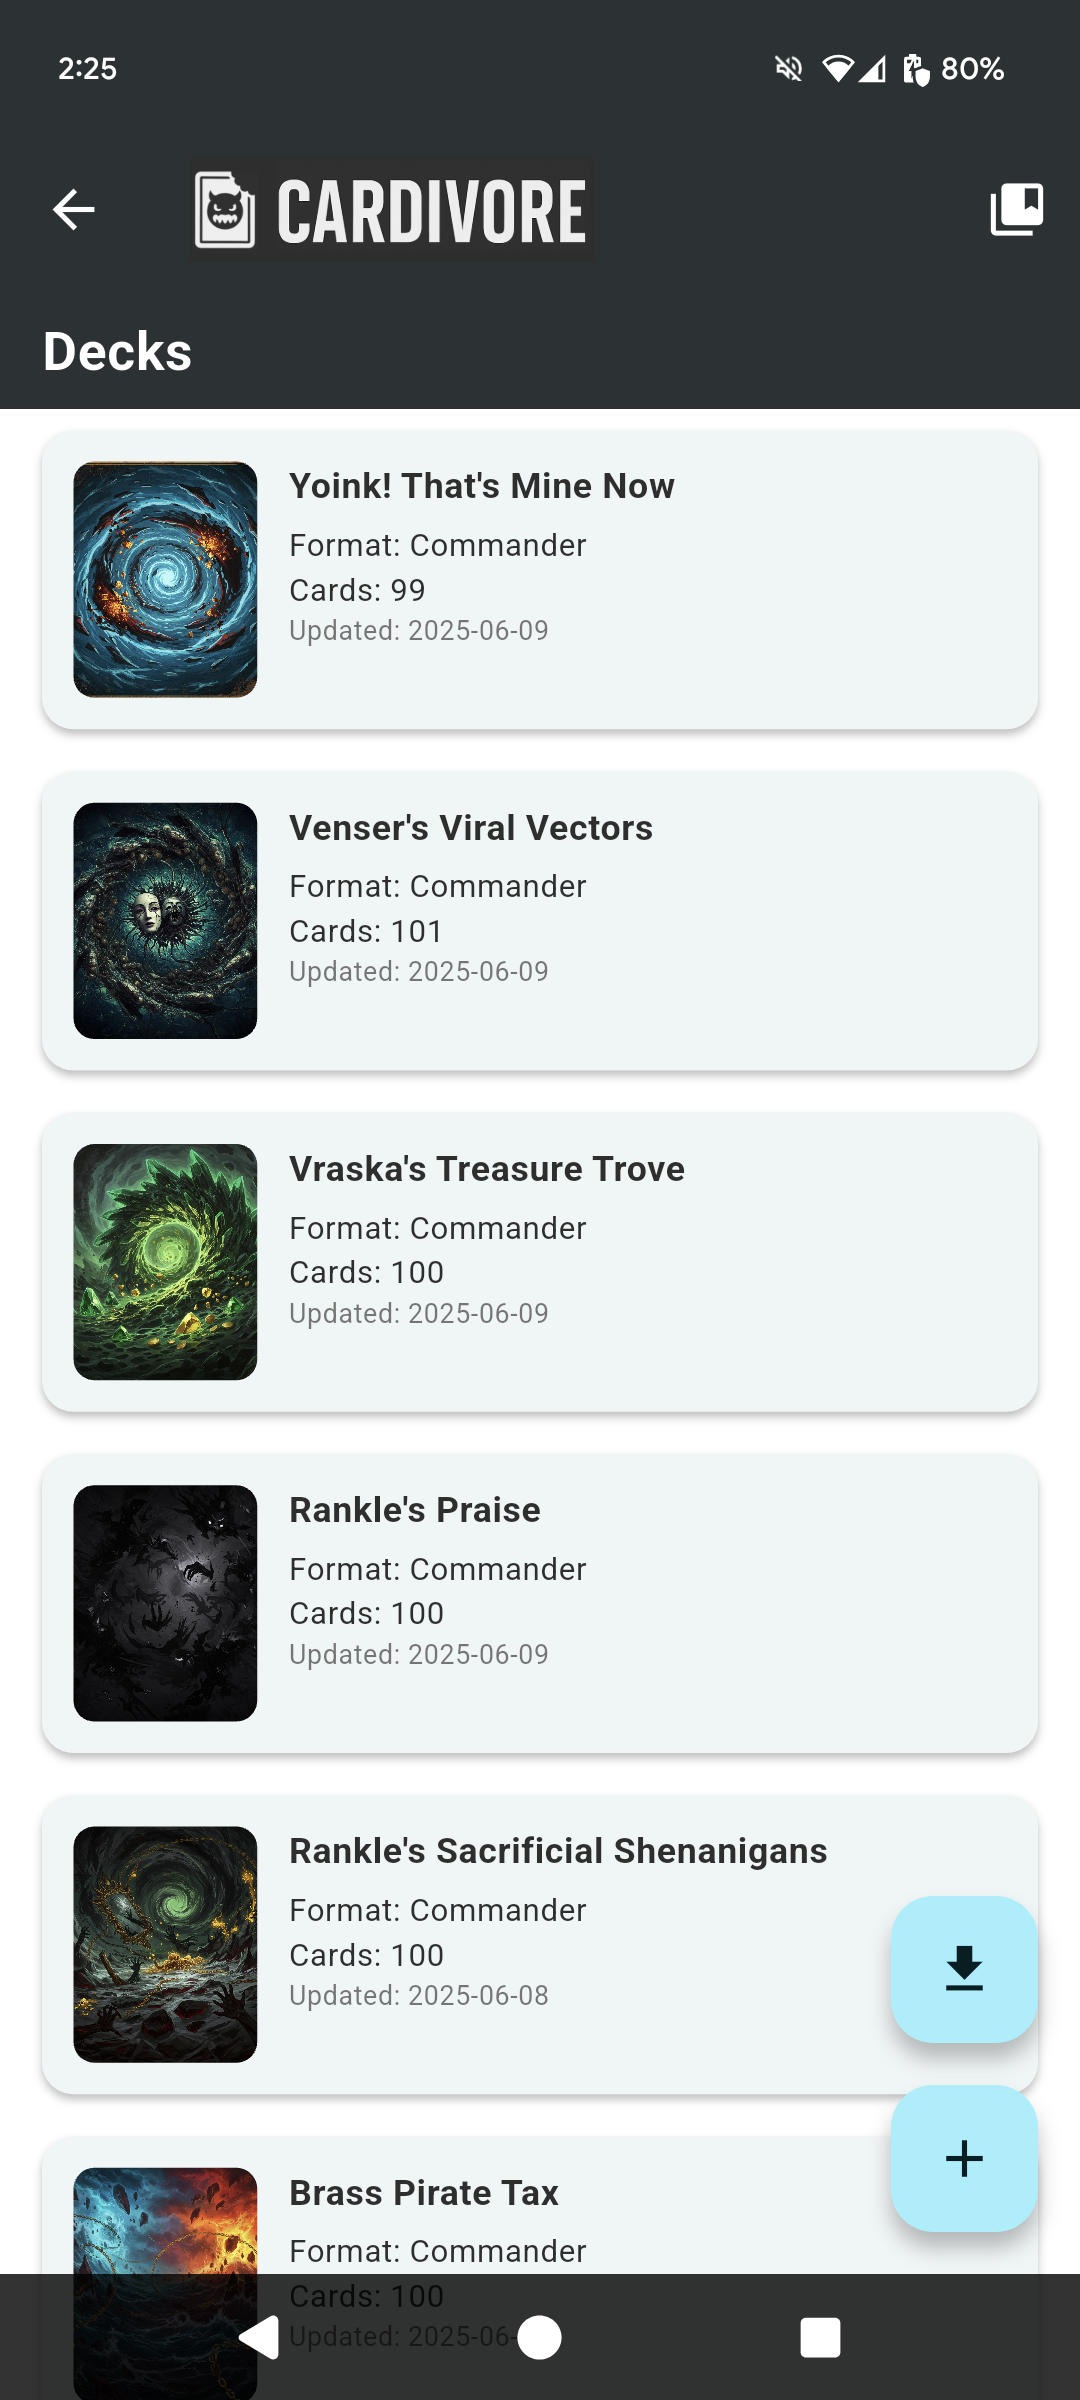 2:25
80%
CARDIVORE
Decks
Yoink! That's Mine Now
Format: Commander
Cards: 99
Updated: 2025-06-09
Venser's Viral Vectors
Format: Commander
Cards: 101
Updated: 2025-06-09
Vraska's Treasure Trove
Format: Commander
Cards: 100
Updated: 2025-06-09
Rankle's Praise
Format: Commander
Cards: 100
Updated: 2025-06-09
Rankle's Sacrificial Shenanigans
Format: Commander
Cards: 100
Updated: 2025-06-08
Brass Pirate Tax
Format: Commander
Cards: 100
Updated: 2025-06-